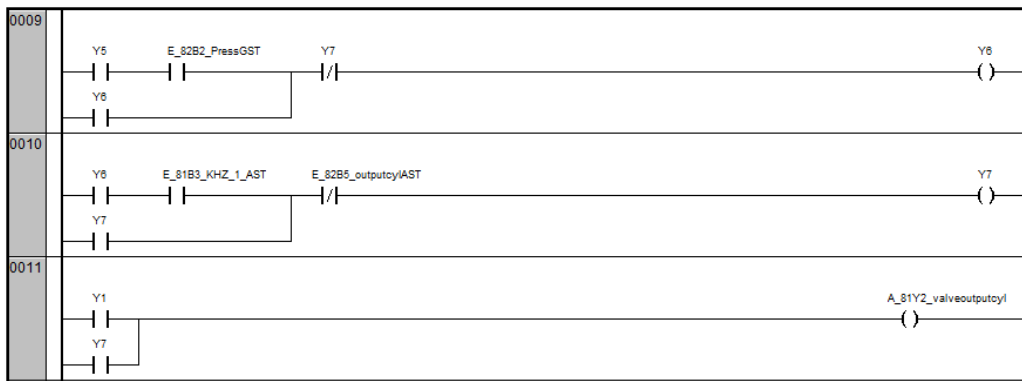 0009
Y5 E_82B2_PressGST Y7 Y6
Y6
0010
Y6 E_81B3_KHZ_1_AST E_82B5_outputcylAST Y7
Y7
0011
Y1 A_81Y2_valveoutputcyl
Y7